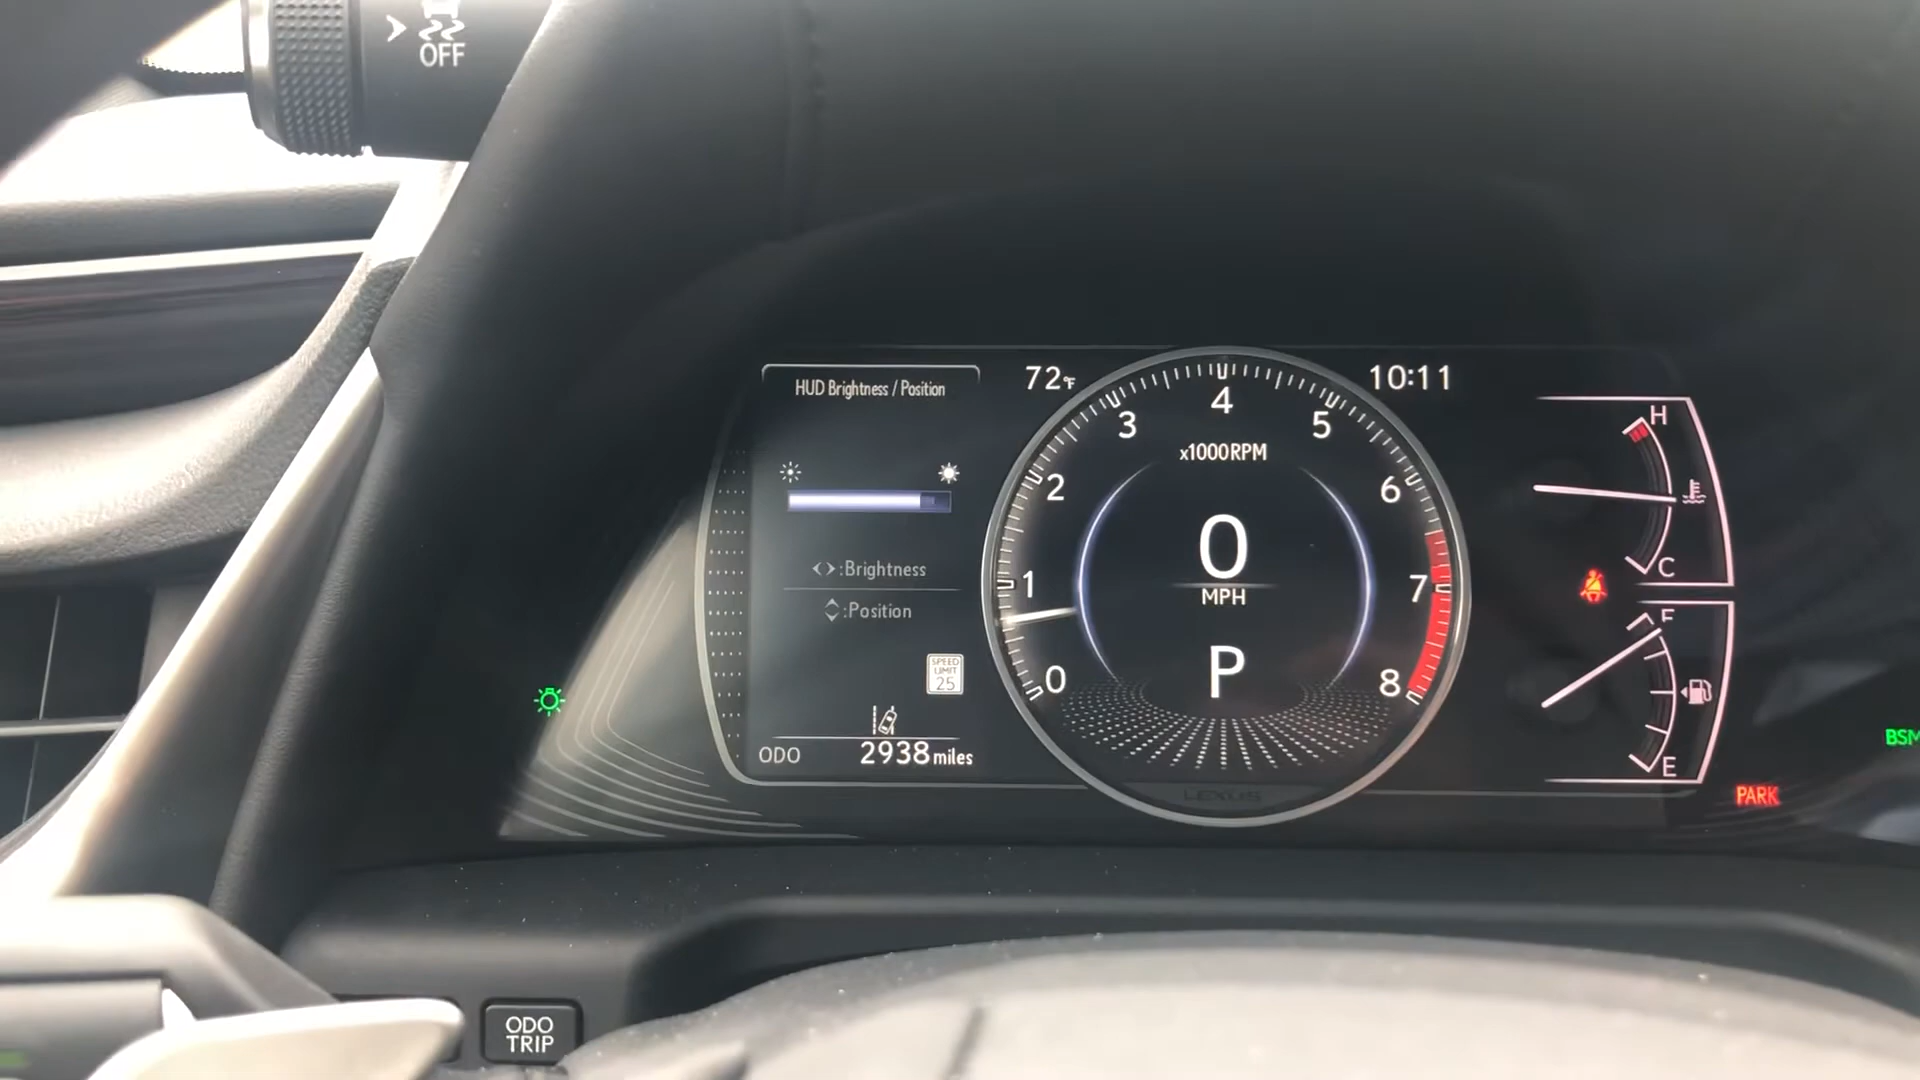 OFF
HUD Brightness / Position
72°F
10:11
0
1
2
3
4
5
6
7
8
x1000RPM
0
MPH
P
<>:Brightness
:Position
SPEED
LIMIT
25
ODO 2938 miles
LEXUS
H
C
F
E
BSM
PARK
ODO
TRIP